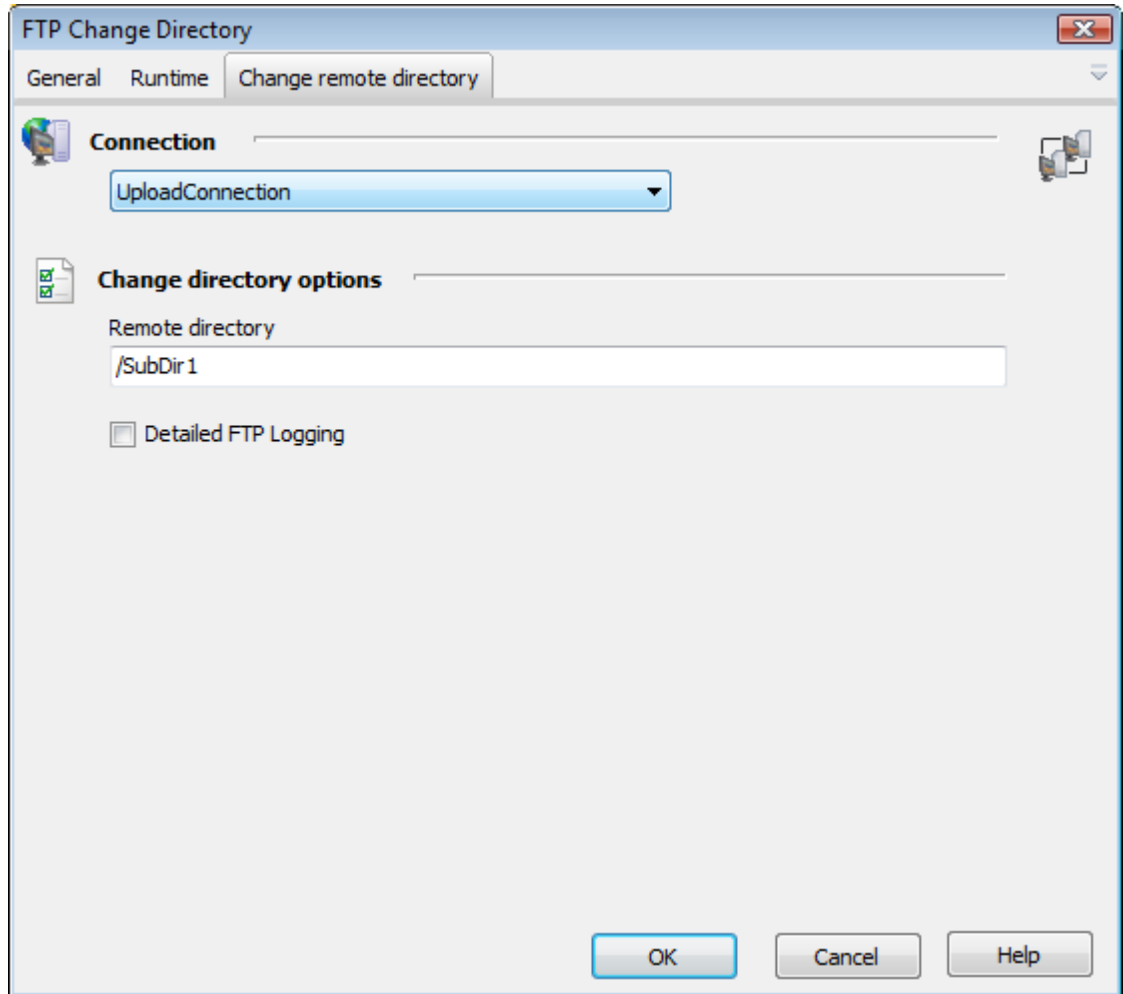 FTP Change Directory
General Runtime Change remote directory
Connection
UploadConnection
Change directory options
Remote directory
/SubDir1
Detailed FTP Logging
OK Cancel Help